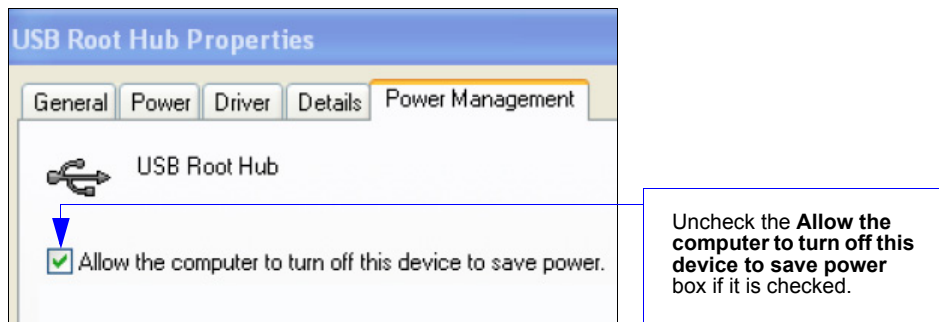 USB Root Hub Properties
General Power Driver Details Power Management
USB Root Hub
Allow the computer to turn off this device to save power.
Uncheck the Allow the
computer to turn off this
device to save power
box if it is checked.